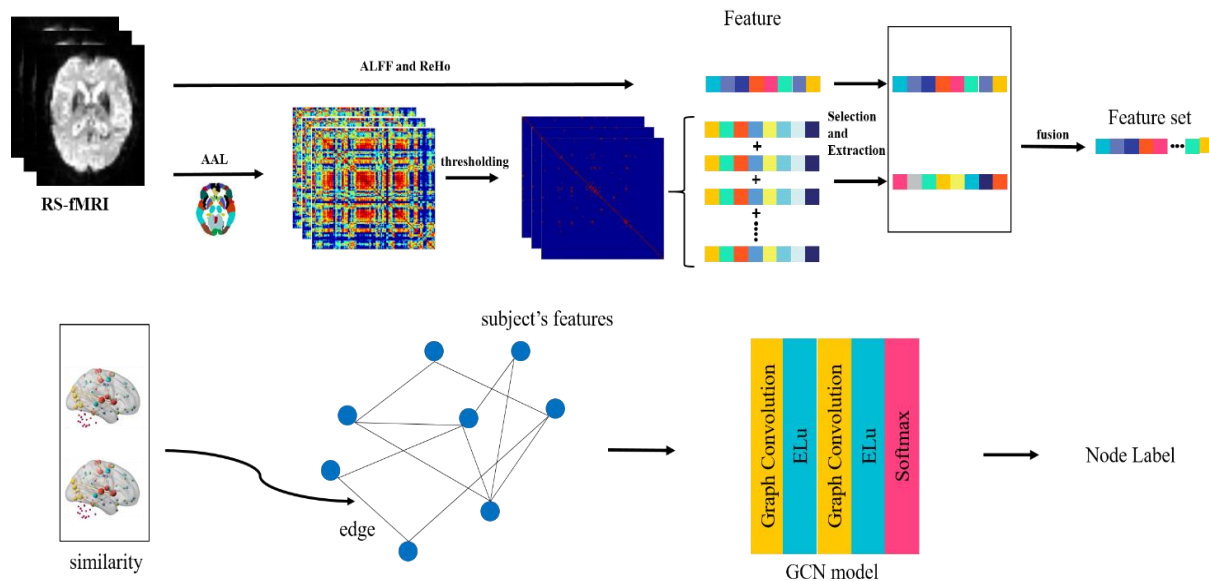 Feature
ALFF and ReHo
RS-fMRI
AAL
thresholding
Selection
and
Extraction
fusion
Feature set
subject's features
edge
similarity
Graph Convolution
ELu
Graph Convolution
ELu
Softmax
GCN model
Node Label